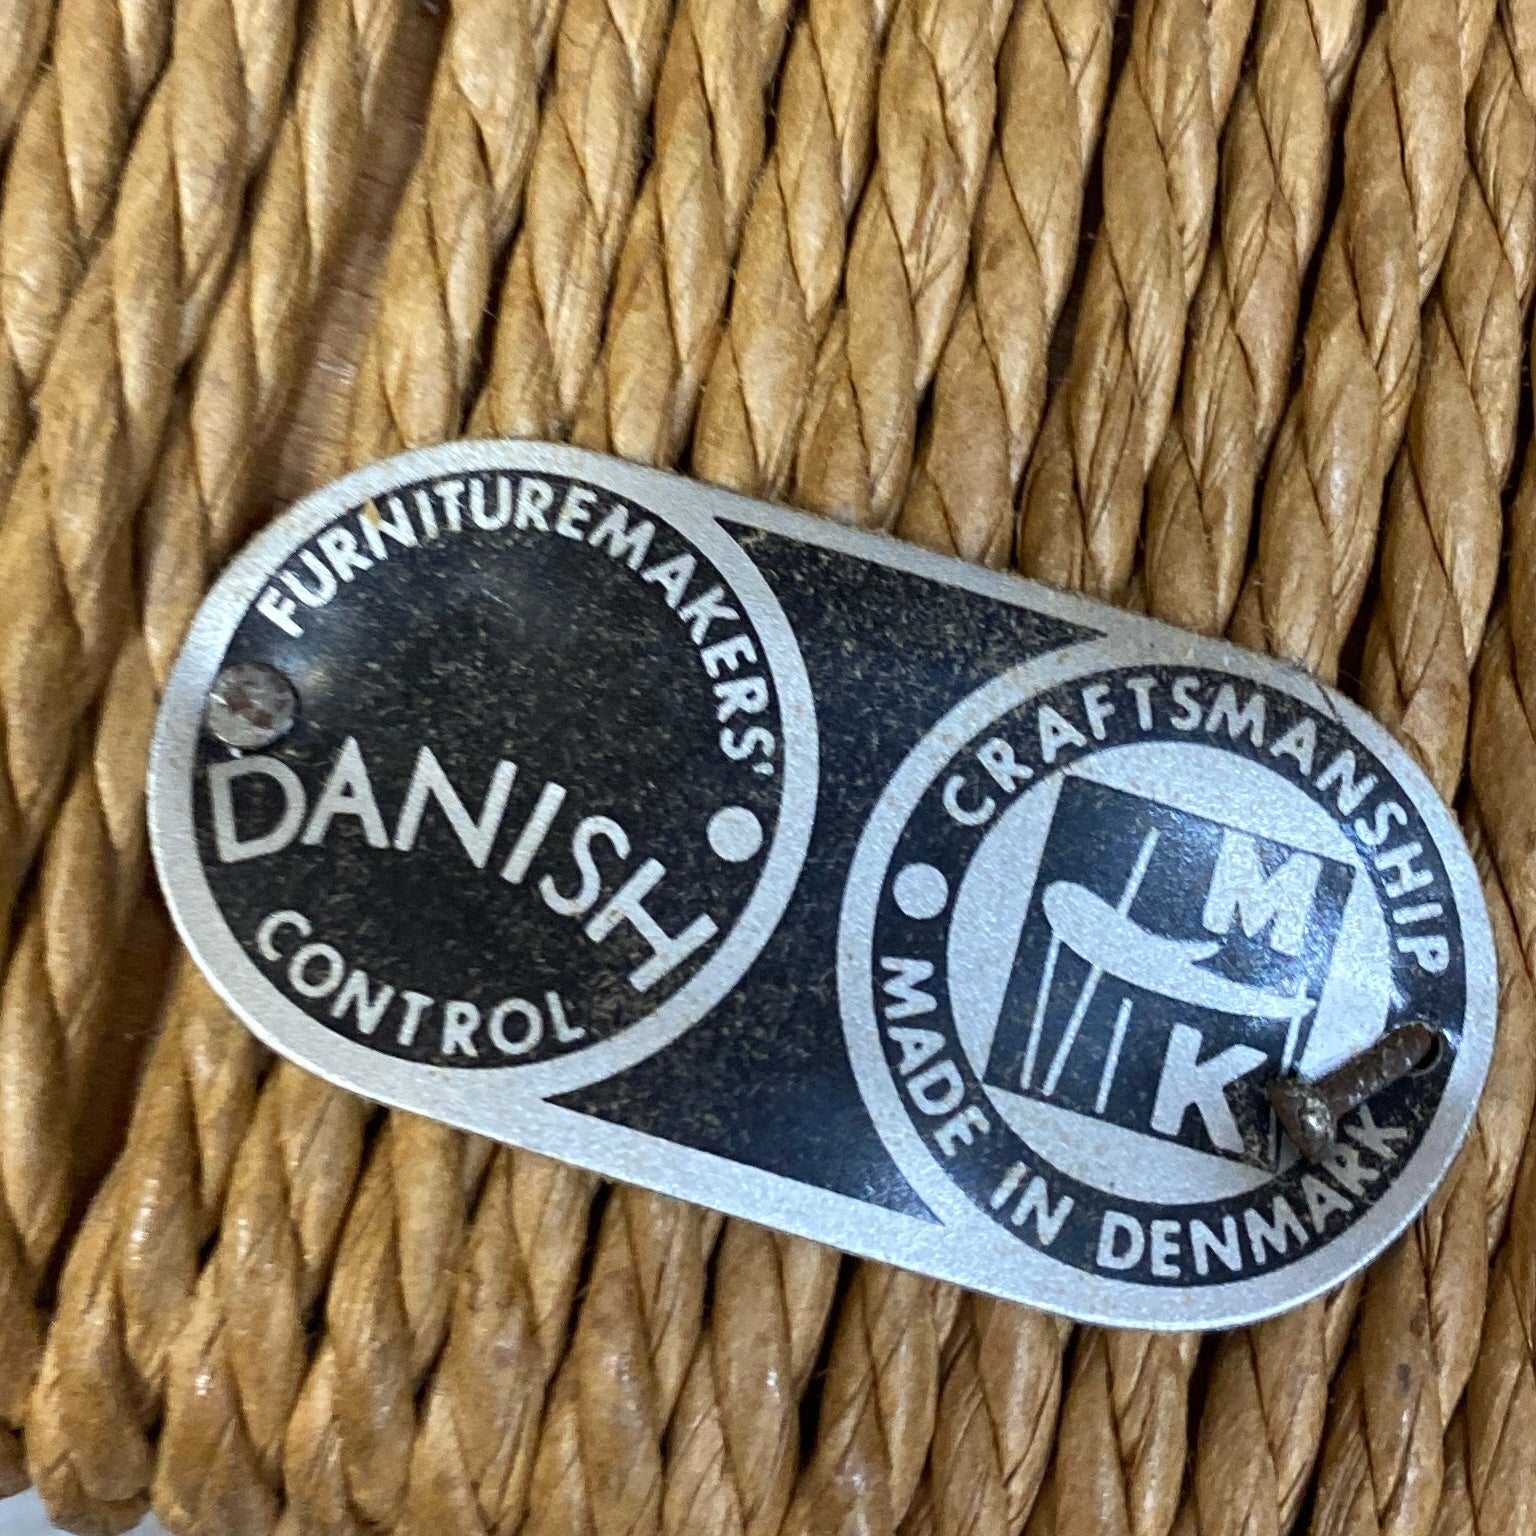 FURNITUREMAKERS'
DANISH
CONTROL
CRAFTSMANSHIP
M
K
MADE IN DENMARK